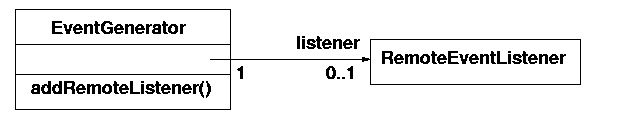 EventGenerator
listener
RemoteEventListener
1
0..1
addRemoteListener()